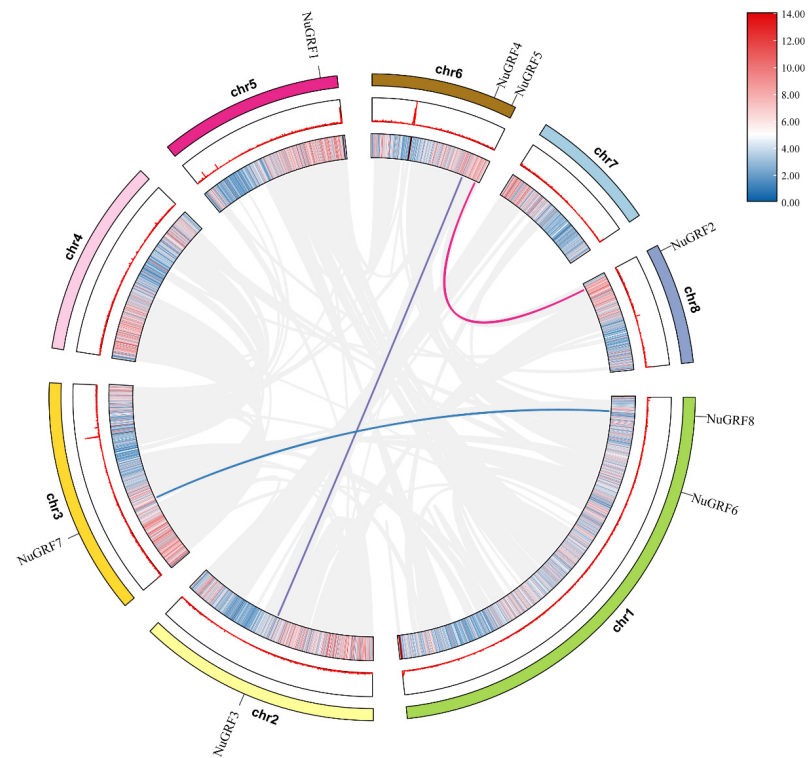 14.00
12.00
10.00
8.00
6.00
4.00
2.00
0.00
NuGRF1
NuGRF4
NuGRF5
chr5
chr6
chr7
NuGRF2
chr4
chr8
NuGRF8
NuGRF6
chr3
NuGRF7
chr1
chr2
NuGRF3